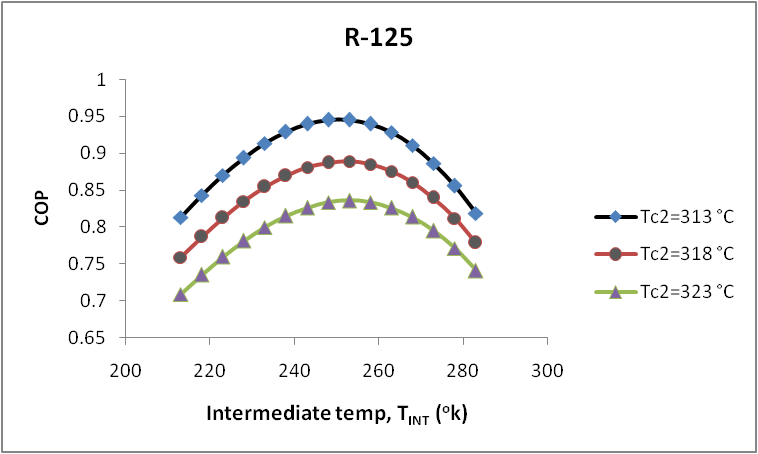 R-125
1
0.95
0.9
0.85
0.8
0.75
0.7
0.65
COP
200 220 240 260 280 300
Intermediate temp, TINT (ok)
Tc2=313 °C
Tc2=318 °C
Tc2=323 °C